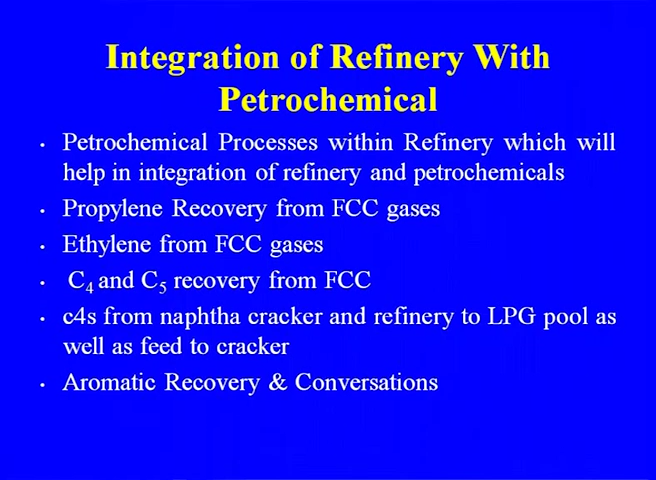 Integration of Refinery With
Petrochemical
• Petrochemical Processes within Refinery which will
help in integration of refinery and petrochemicals
• Propylene Recovery from FCC gases
• Ethylene from FCC gases
• C₄ and C₅ recovery from FCC
• c4s from naphtha cracker and refinery to LPG pool as
well as feed to cracker
• Aromatic Recovery & Conversations